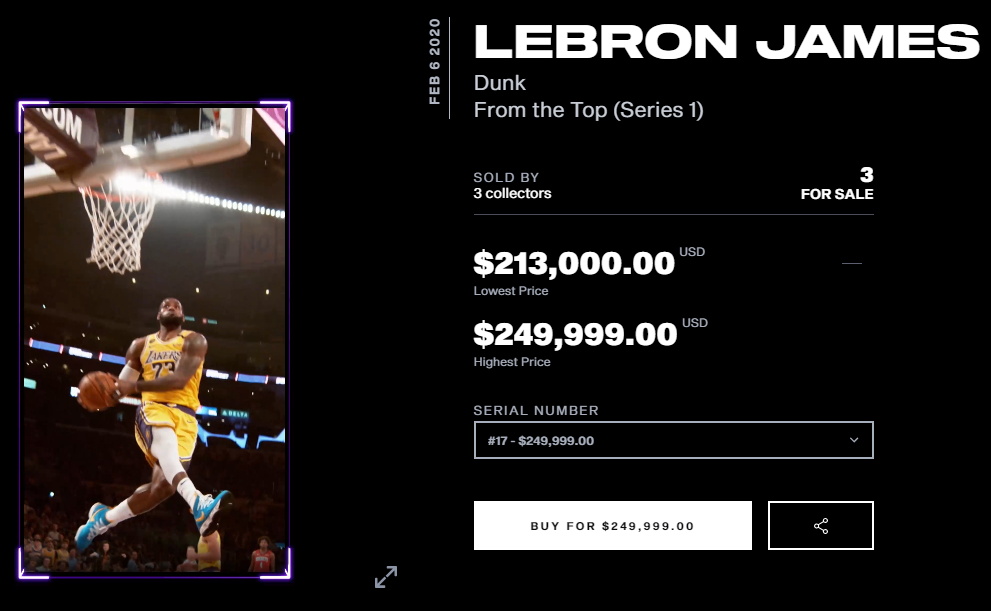 FEB 6 2020
LEBRON JAMES
Dunk
From the Top (Series 1)
SOLD BY
3 collectors
3
FOR SALE
$213,000.00 USD
Lowest Price
$249,999.00 USD
Highest Price
SERIAL NUMBER
#17 - $249,999.00
BUY FOR $249,999.00
LAKERS
23
DELTA
30